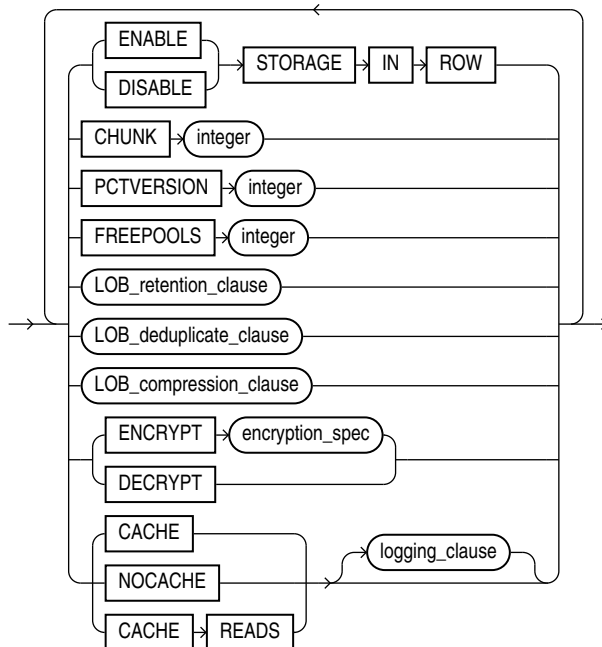 ENABLE
DISABLE
STORAGE IN ROW
CHUNK integer
PCTVERSION integer
FREEPOOLS integer
LOB_retention_clause
LOB_deduplicate_clause
LOB_compression_clause
ENCRYPT encryption_spec
DECRYPT
CACHE
NOCACHE
CACHE READS
logging_clause